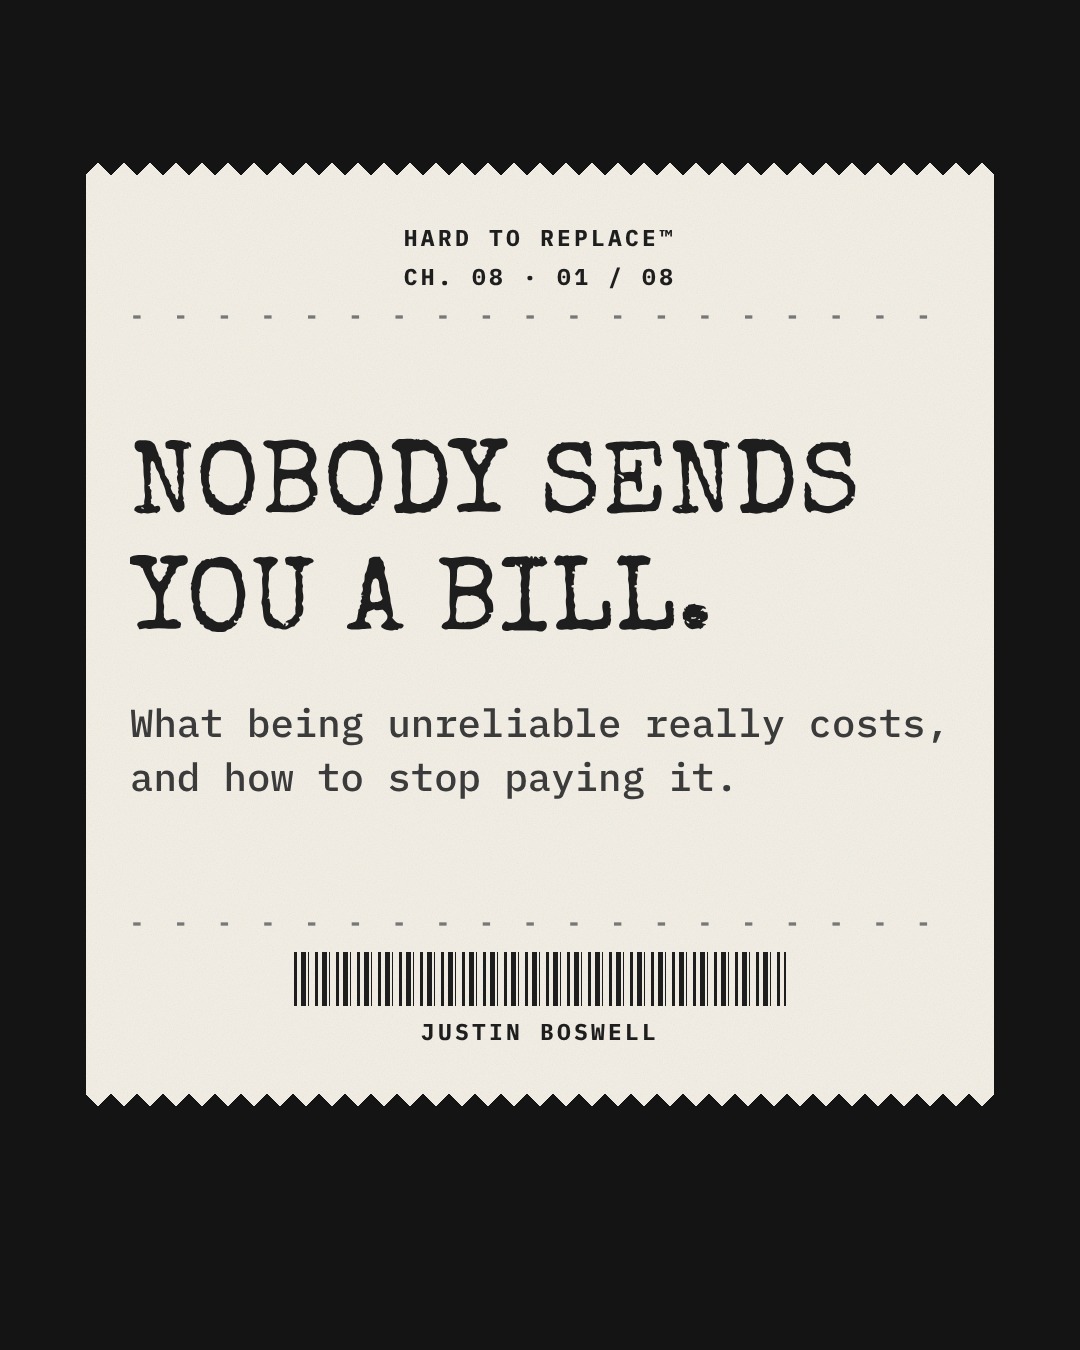 HARD TO REPLACE™
CH. 08 · 01 / 08
NOBODY SENDS
YOU A BILL.
What being unreliable really costs,
and how to stop paying it.
JUSTIN BOSWELL